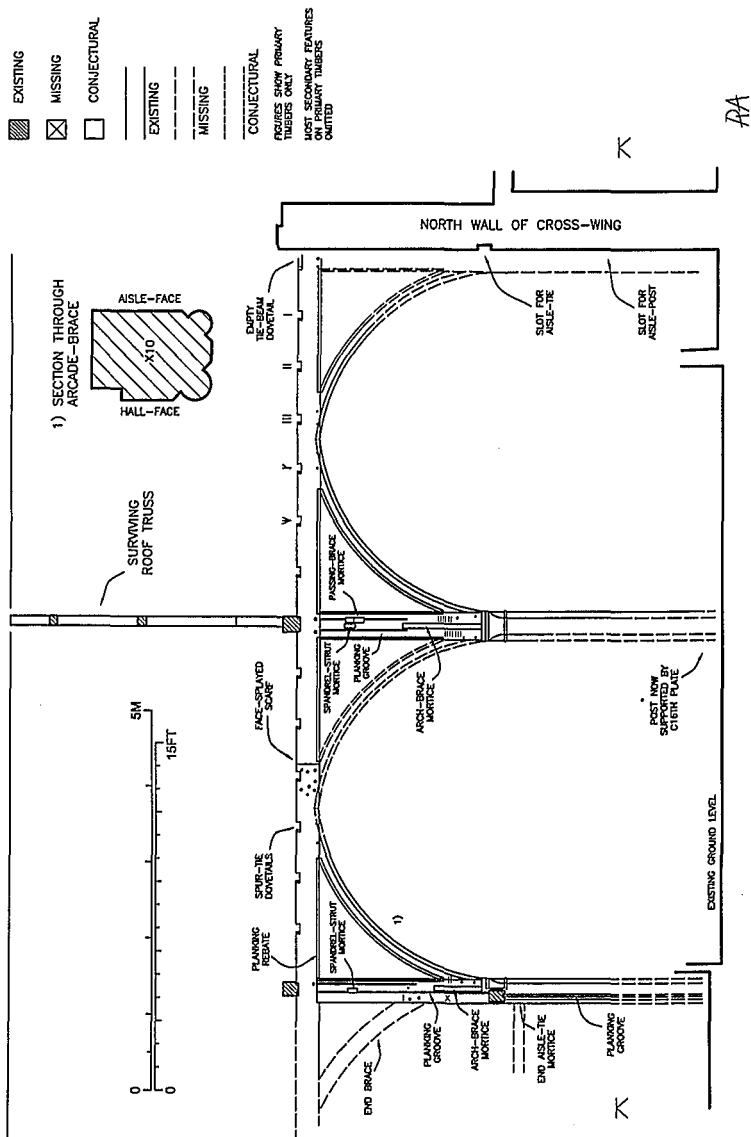 EXISTING
MISSING
CONJECTURAL
EXISTING
MISSING
CONJECTURAL
FIGURES SHOW PRIMARY
TIMBERS ONLY
MOST SECONDARY FEATURES
ON PRIMARY TIMBERS
OMITTED
1) SECTION THROUGH
ARCADE-BRACE
AISLE-FACE
X10
HALL-FACE
SURVIVING
ROOF TRUSS
5M
15FT
0
0
NORTH WALL OF CROSS-WING
EMPTY
TIE-BEAM
DOVETAIL
I
II
III
Y
V
FACE-SPLAYED
SCARF
SPUR-TIE
DOVETAILS
PLANKING
REBATE
SPANDREL-STRUT
MORTICE
PASSING-BRACE
MORTICE
SPANDREL-STRUT
MORTICE
PLANKING
GROOVE
ARCH-BRACE
MORTICE
1)
END BRACE
PLANKING
GROOVE
ARCH-BRACE
MORTICE
END AISLE-TIE
MORTICE
PLANKING
GROOVE
SLOT FOR
AISLE-TIE
SLOT FOR
AISLE-POST
POST NOW
SUPPORTED BY
C16TH PLATE
EXISTING GROUND LEVEL